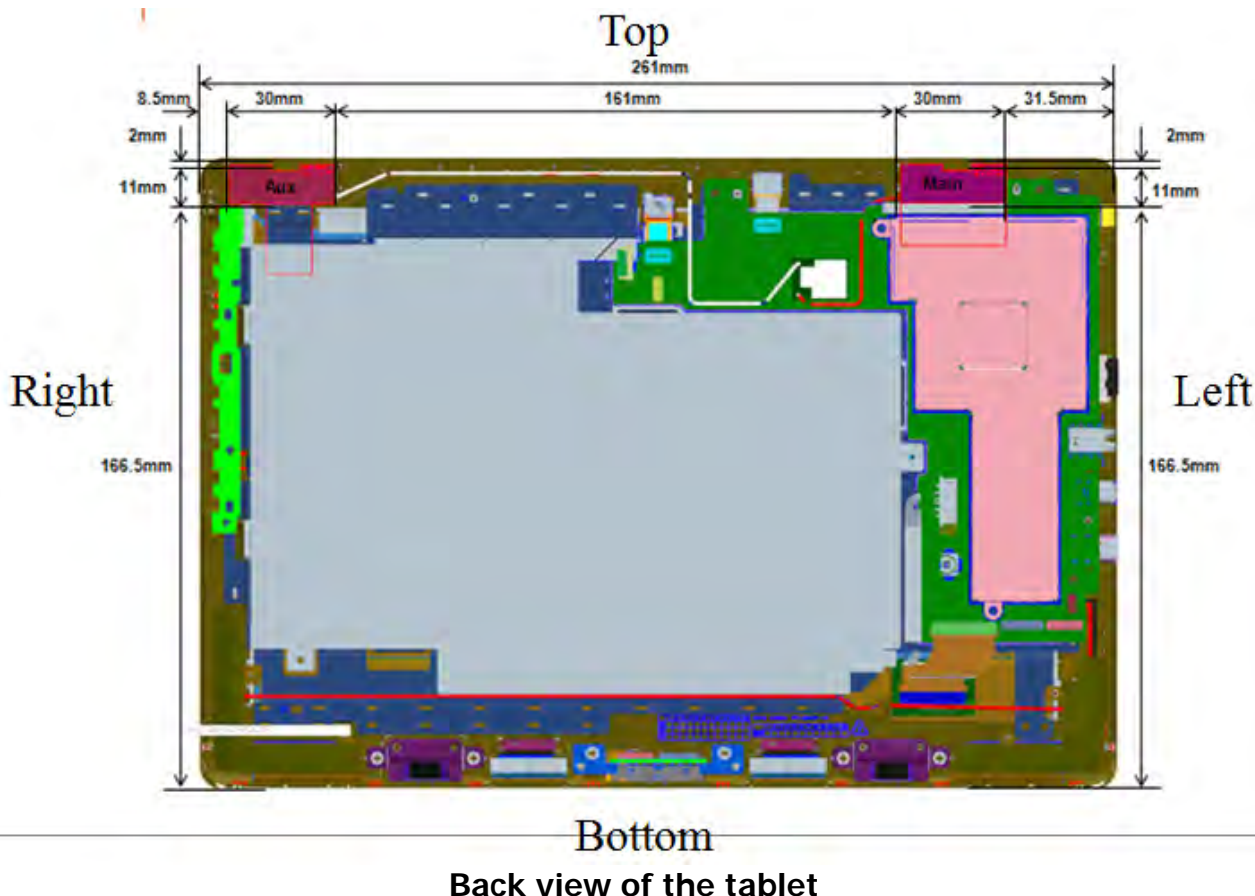 Top
261mm
8.5mm 30mm 161mm 30mm 31.5mm
2mm 2mm
11mm Aux Main 11mm
Right Left
166.5mm 166.5mm
Bottom
Back view of the tablet